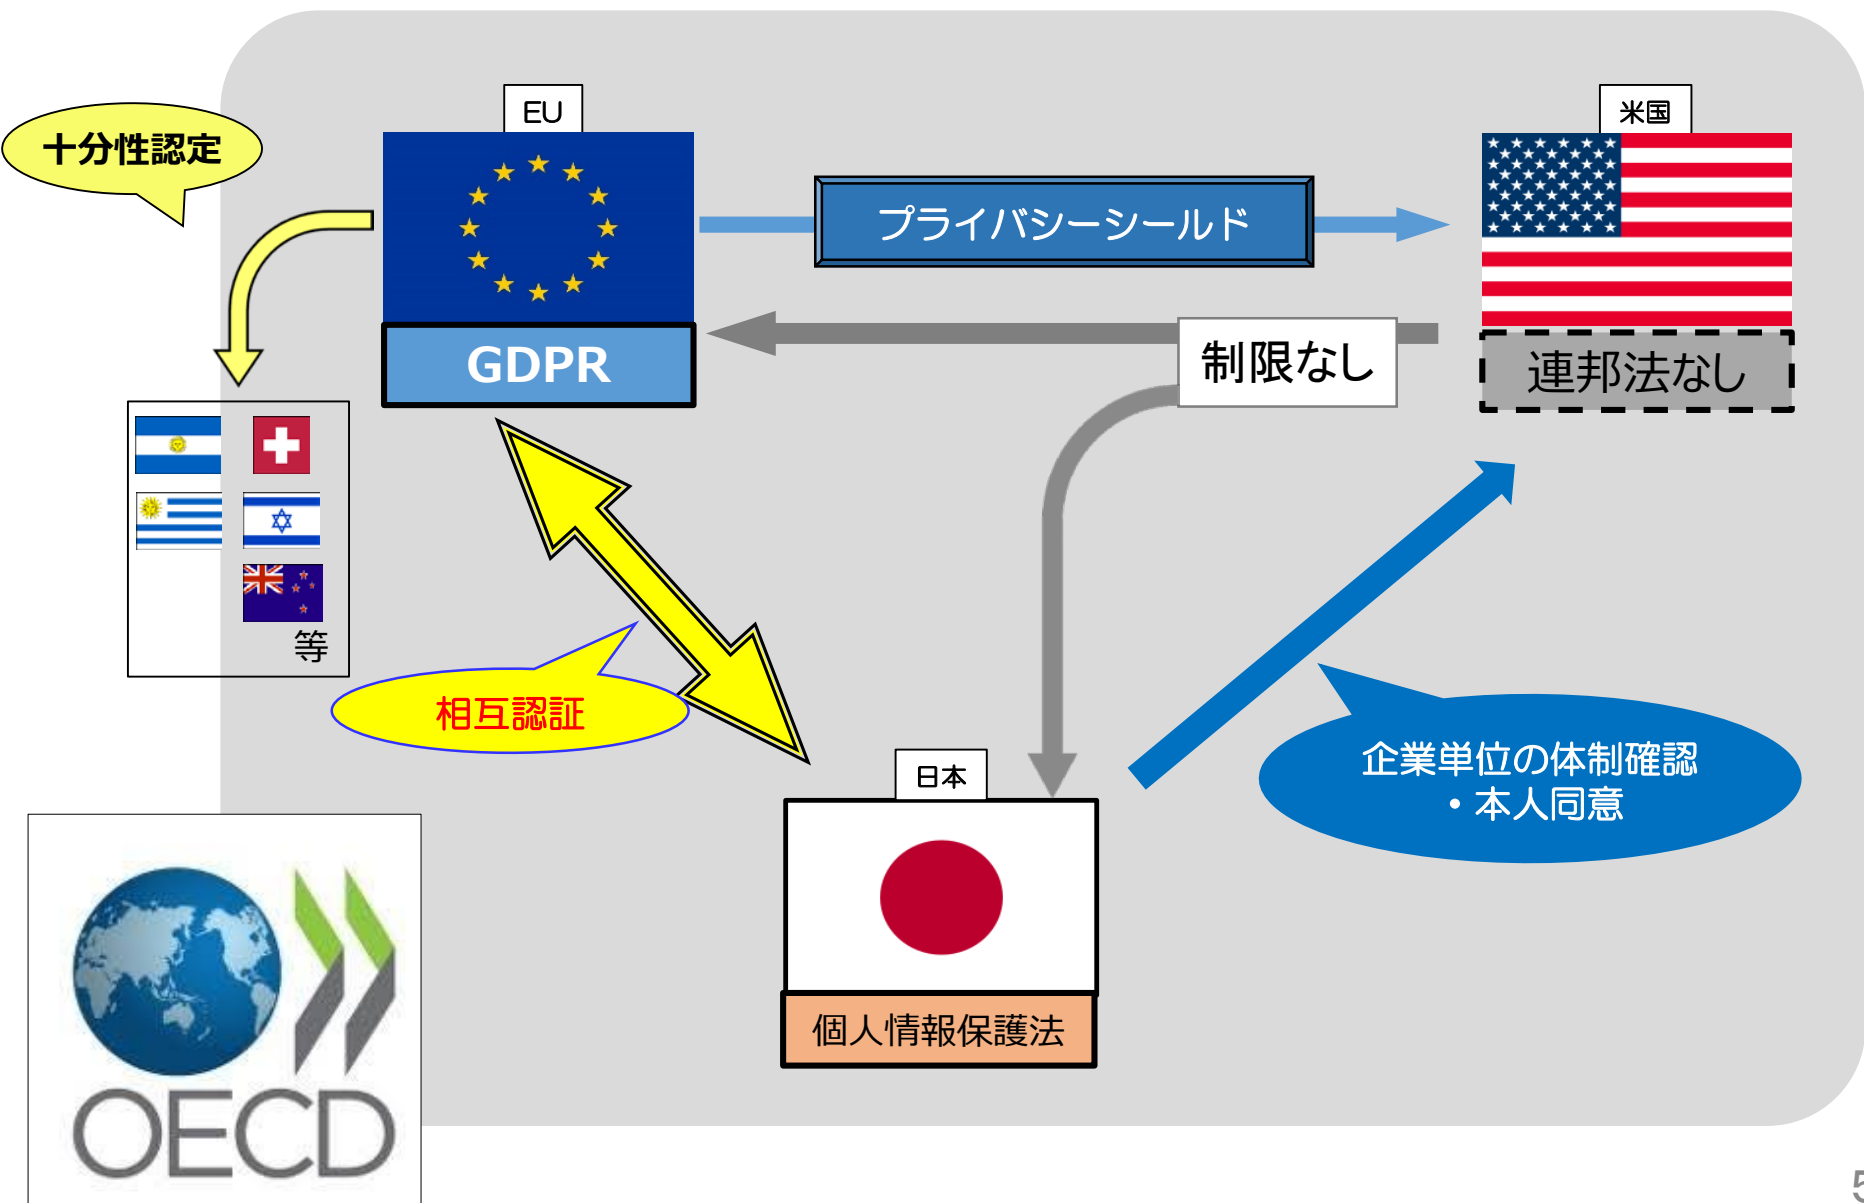 EU
米国
十分性認定
プライバシーシールド
GDPR
制限なし
連邦法なし
等
相互認証
日本
企業単位の体制確認
・本人同意
個人情報保護法
OECD
5